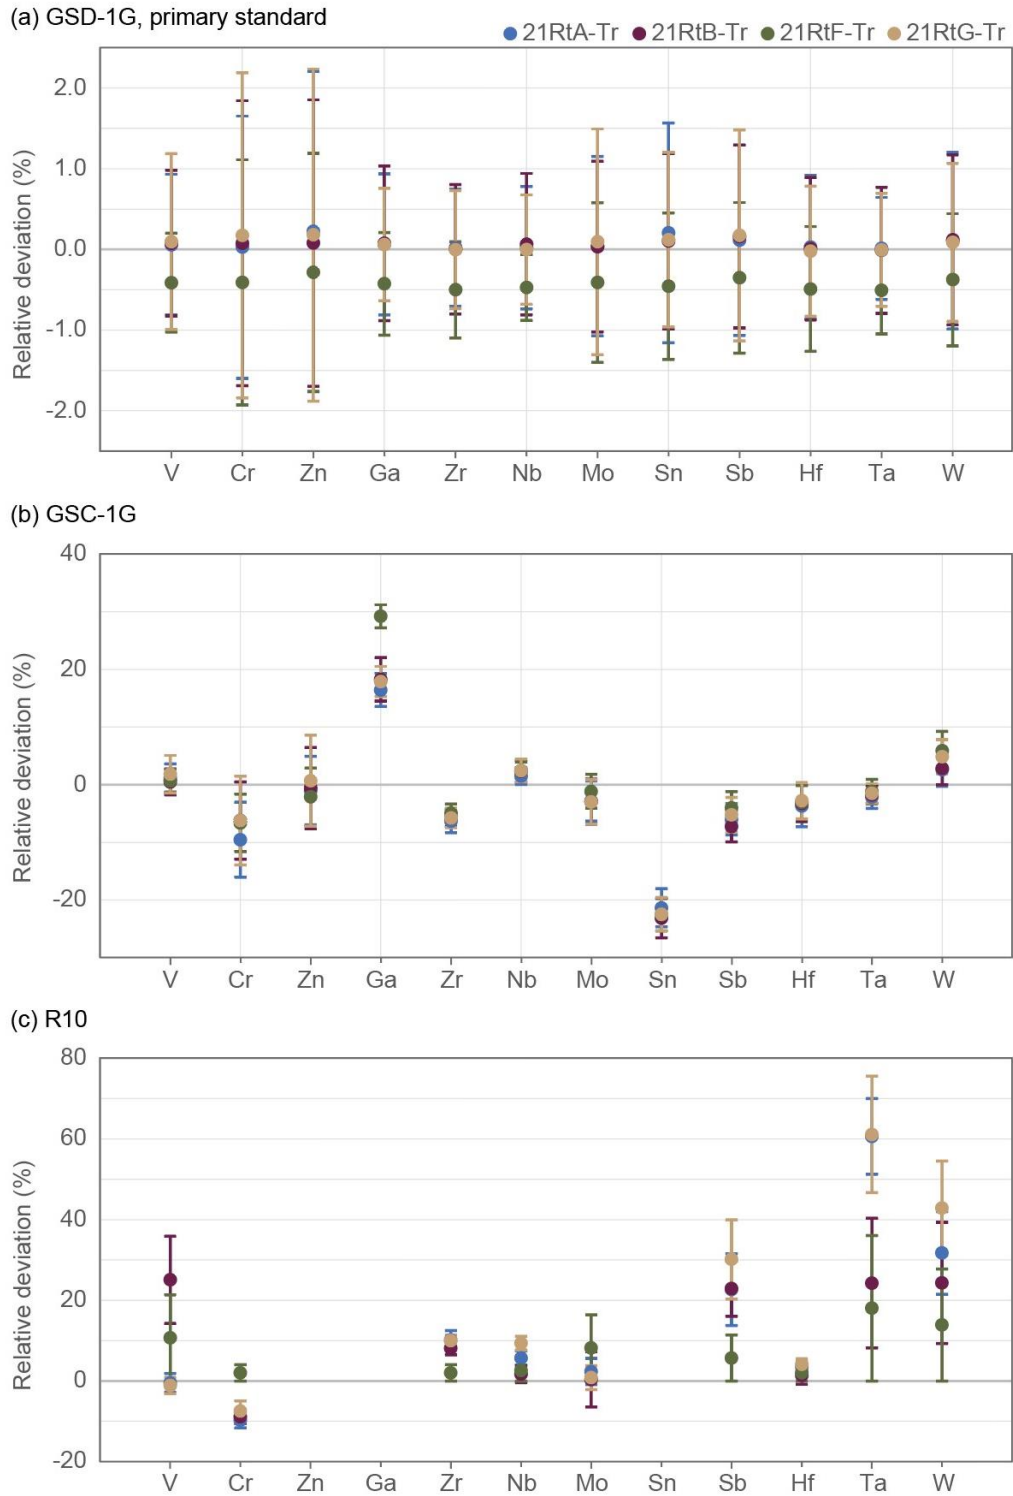 (a) GSD-1G, primary standard
21RtA-Tr 21RtB-Tr 21RtF-Tr 21RtG-Tr
Relative deviation (%)
2.0
1.0
0.0
-1.0
-2.0
V Cr Zn Ga Zr Nb Mo Sn Sb Hf Ta W
(b) GSC-1G
Relative deviation (%)
40
20
0
-20
V Cr Zn Ga Zr Nb Mo Sn Sb Hf Ta W
(c) R10
Relative deviation (%)
80
60
40
20
0
-20
V Cr Zn Ga Zr Nb Mo Sn Sb Hf Ta W